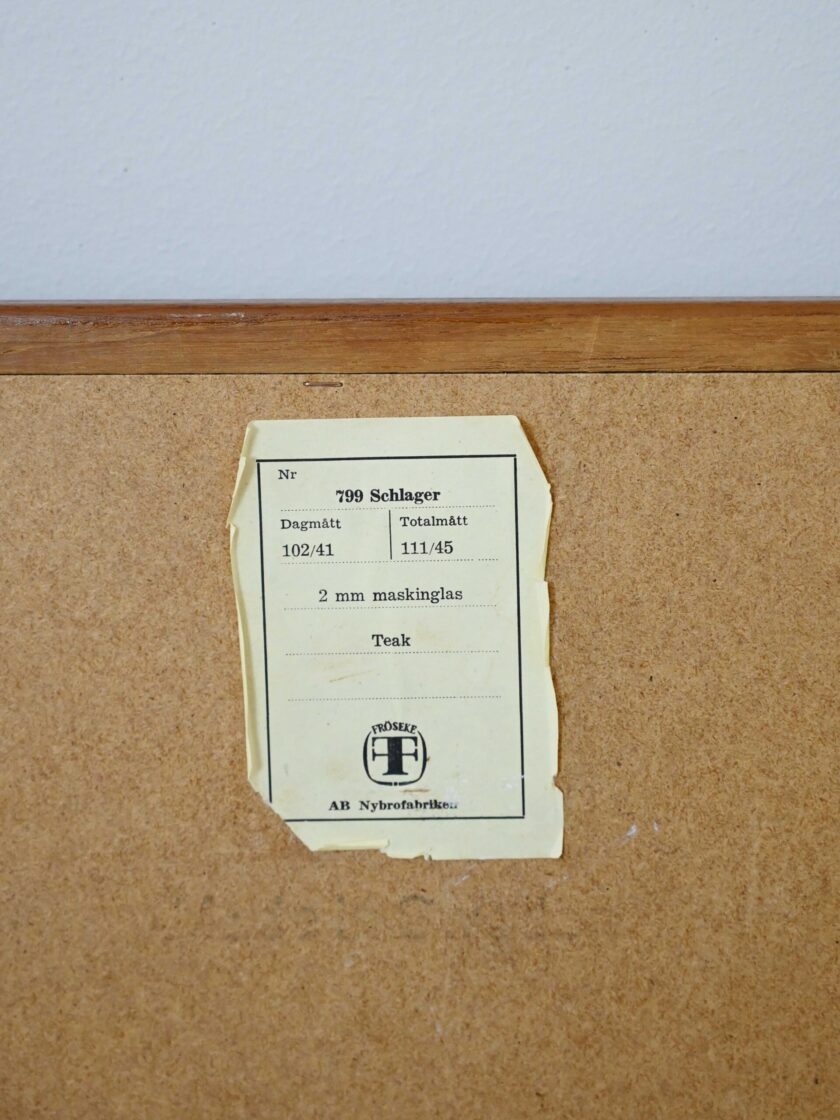 Nr
799 Schlager
Dagmått Totalmått
102/41 111/45
2 mm maskinglas
Teak
FRÖSEKE
F
AB Nybrofabriken